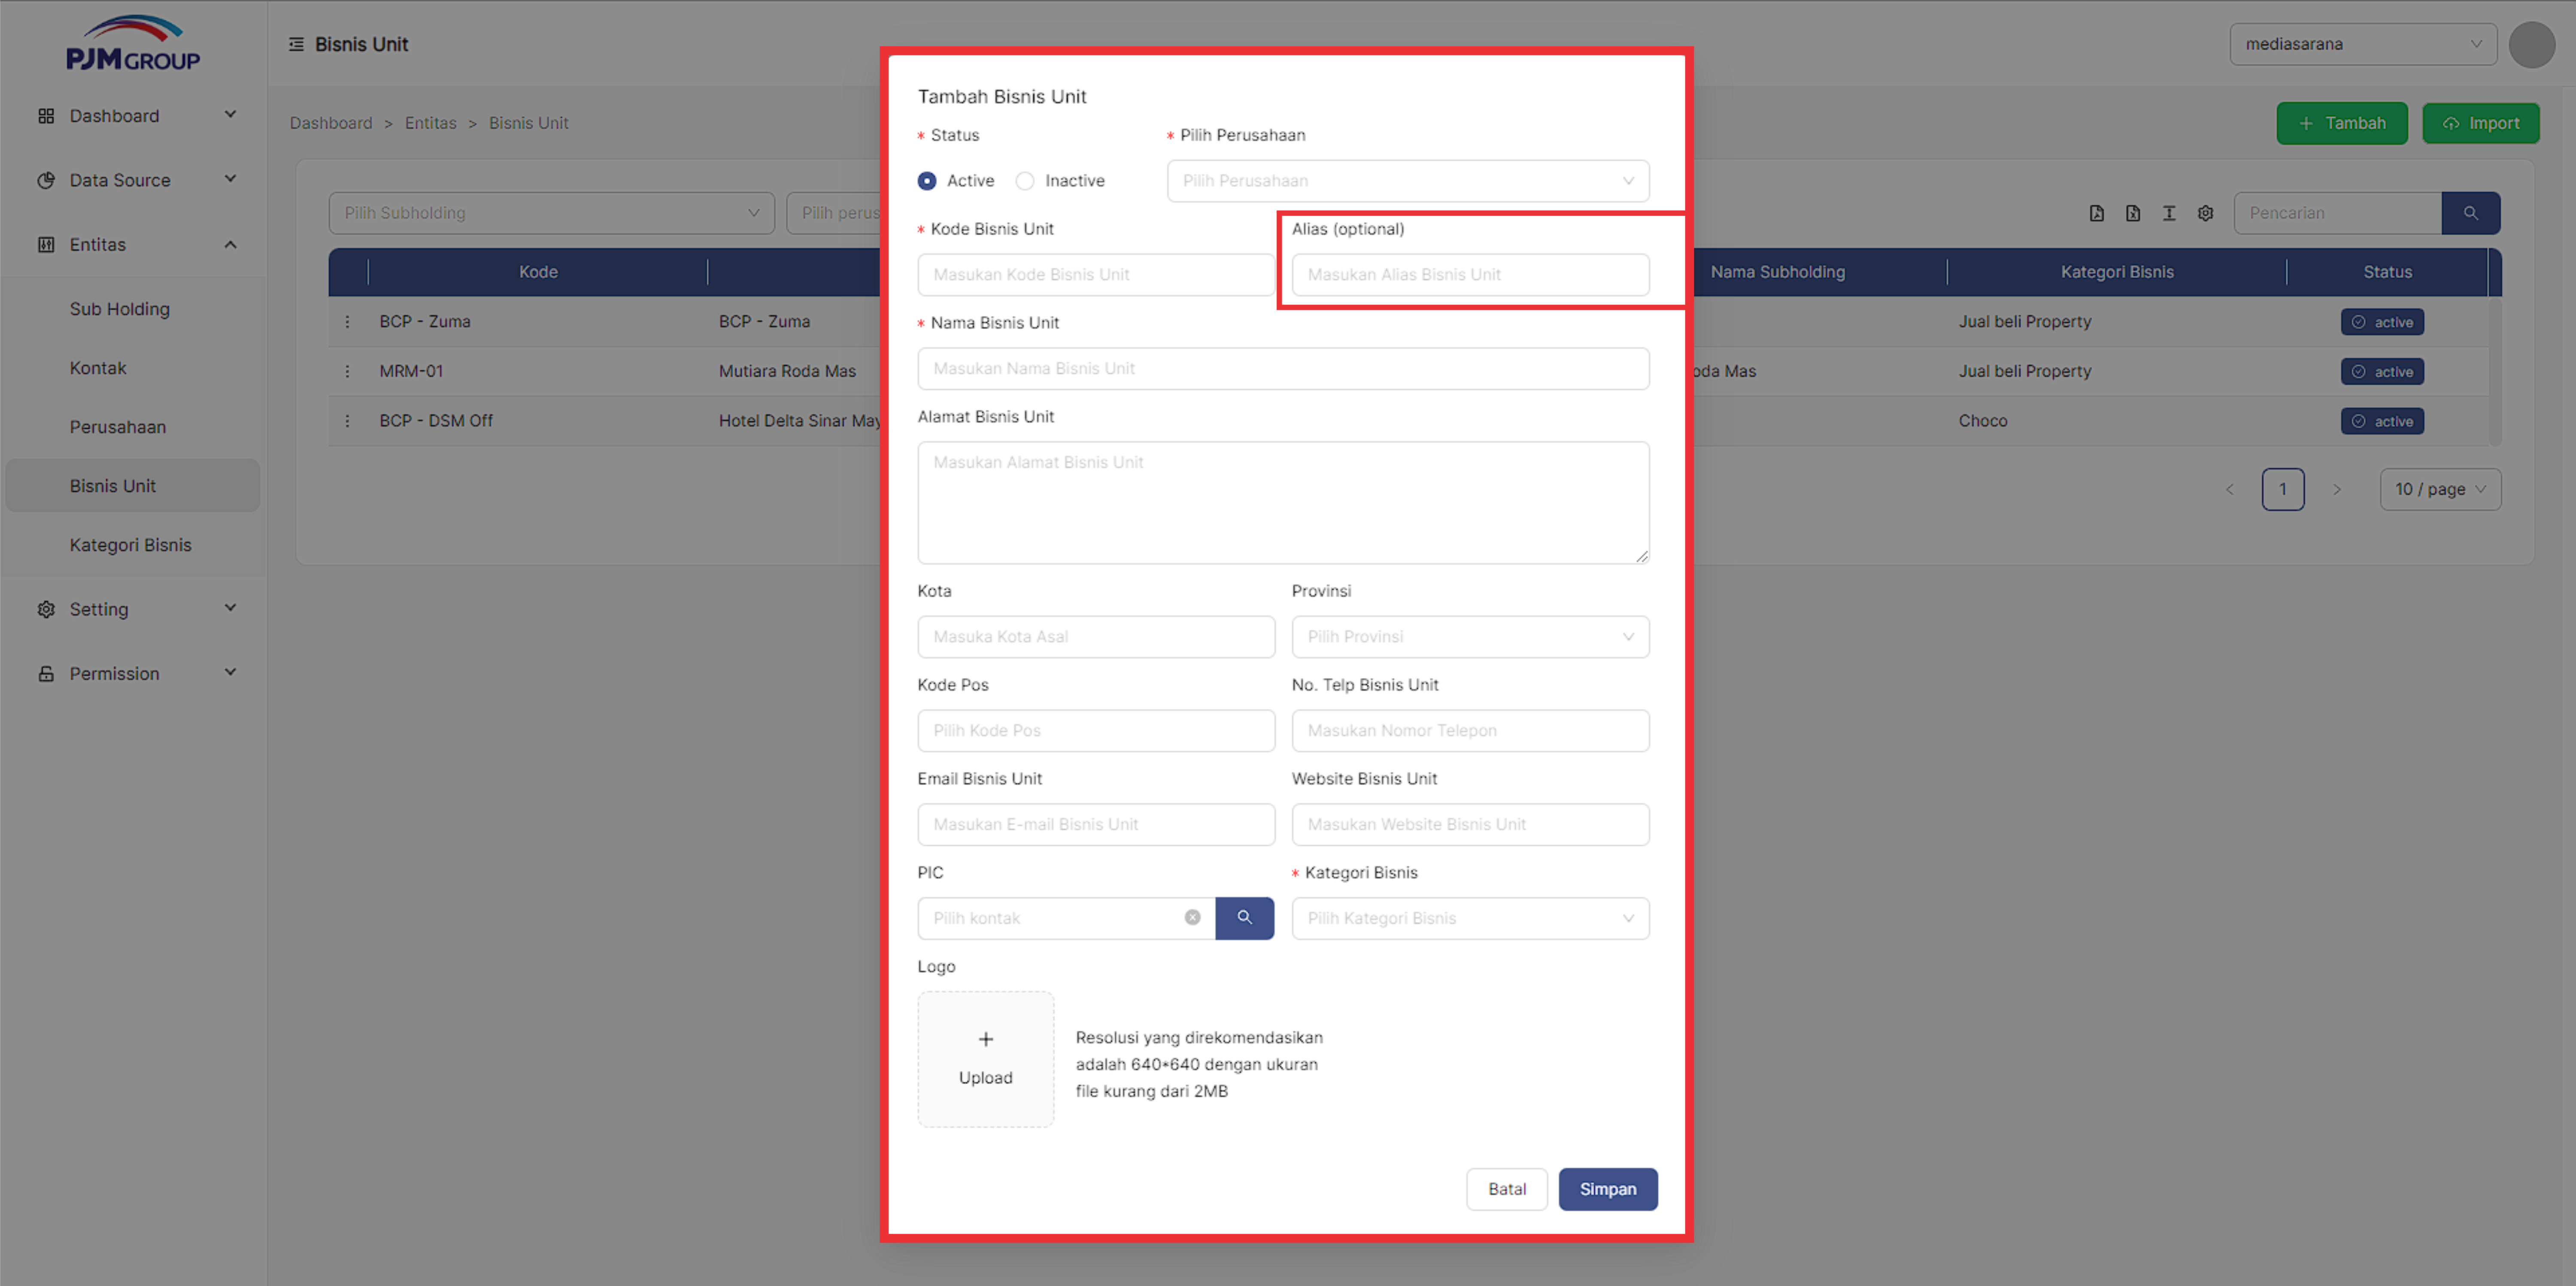 PJM GROUP
Bisnis Unit
mediasarana
Dashboard
Data Source
Entitas
Sub Holding
Kontak
Perusahaan
Bisnis Unit
Kategori Bisnis
Setting
Permission
Dashboard > Entitas > Bisnis Unit
+ Tambah
Import
Pilih Subholding
Pilih perus
Pencarian
Kode
Nama Subholding
Kategori Bisnis
Status
BCP - Zuma
BCP - Zuma
Jual beli Property
active
MRM-01
Mutiara Roda Mas
oda Mas
Jual beli Property
active
BCP - DSM Off
Hotel Delta Sinar May
Choco
active
< 1 >
10 / page
Tambah Bisnis Unit
* Status
* Pilih Perusahaan
Active
Inactive
Pilih Perusahaan
* Kode Bisnis Unit
Alias (optional)
Masukan Kode Bisnis Unit
Masukan Alias Bisnis Unit
* Nama Bisnis Unit
Masukan Nama Bisnis Unit
Alamat Bisnis Unit
Masukan Alamat Bisnis Unit
Kota
Provinsi
Masuka Kota Asal
Pilih Provinsi
Kode Pos
No. Telp Bisnis Unit
Pilih Kode Pos
Masukan Nomor Telepon
Email Bisnis Unit
Website Bisnis Unit
Masukan E-mail Bisnis Unit
Masukan Website Bisnis Unit
PIC
* Kategori Bisnis
Pilih kontak
Pilih Kategori Bisnis
Logo
+
Upload
Resolusi yang direkomendasikan
adalah 640*640 dengan ukuran
file kurang dari 2MB
Batal
Simpan